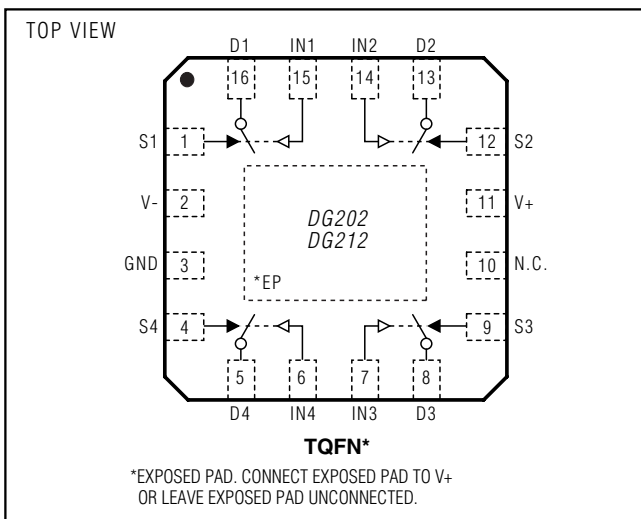 TOP VIEW
D1 IN1 IN2 D2
16 15 14 13
S1 1 12 S2
V- 2 11 V+
DG202
DG212
GND 3 10 N.C.
*EP
S4 4 9 S3
5 6 7 8
D4 IN4 IN3 D3
TQFN*
*EXPOSED PAD. CONNECT EXPOSED PAD TO V+
OR LEAVE EXPOSED PAD UNCONNECTED.